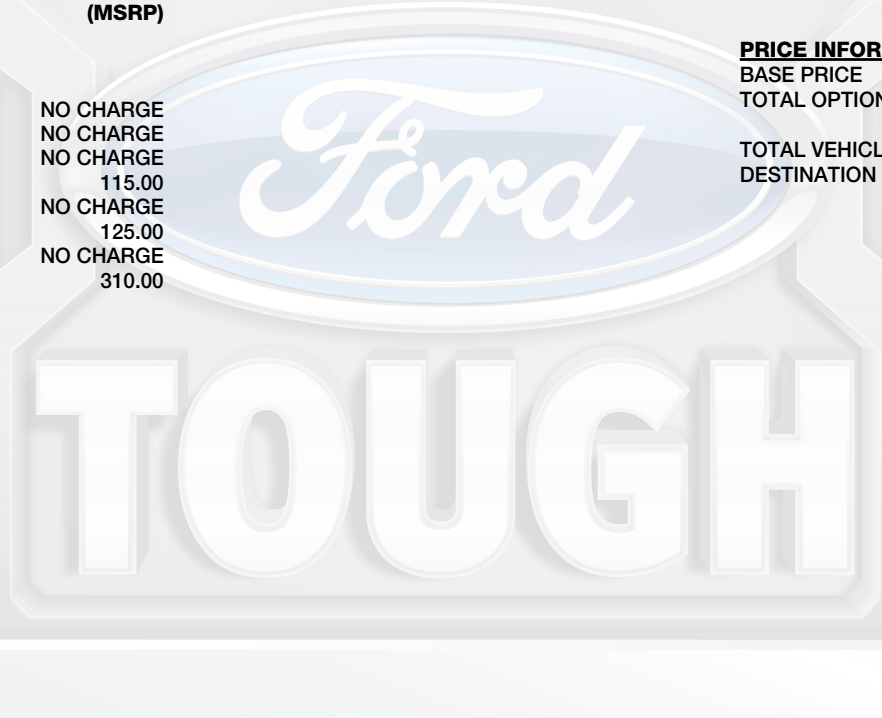 (MSRP)
NO CHARGE
NO CHARGE
NO CHARGE
115.00
NO CHARGE
125.00
NO CHARGE
310.00
PRICE INFOR
BASE PRICE
TOTAL OPTION
TOTAL VEHICL
DESTINATION
Ford
TOUGH